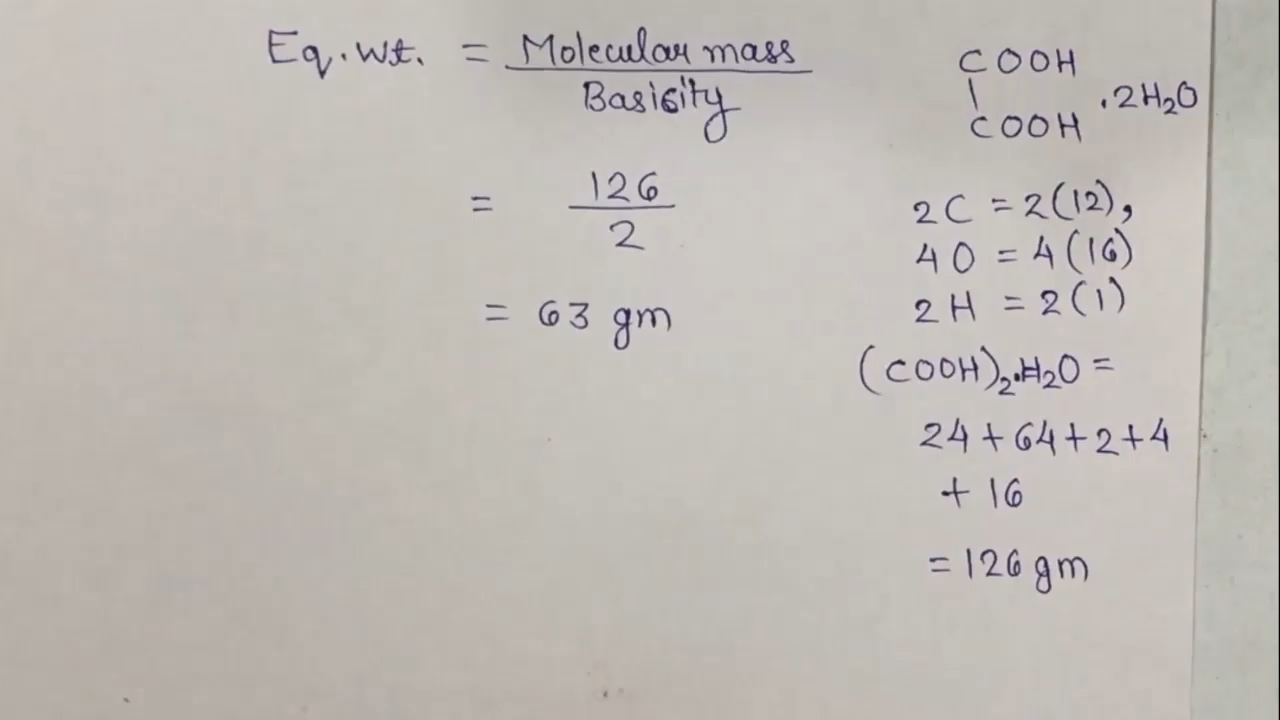 Eq. wt. = Molecular mass
Basicity
= 126
2
= 63 gm
COOH
|
COOH . 2H₂O
2C = 2(12),
4O = 4(16)
2H = 2(1)
(COOH)₂.H₂O =
24 + 64 + 2 + 4
+ 16
= 126 gm